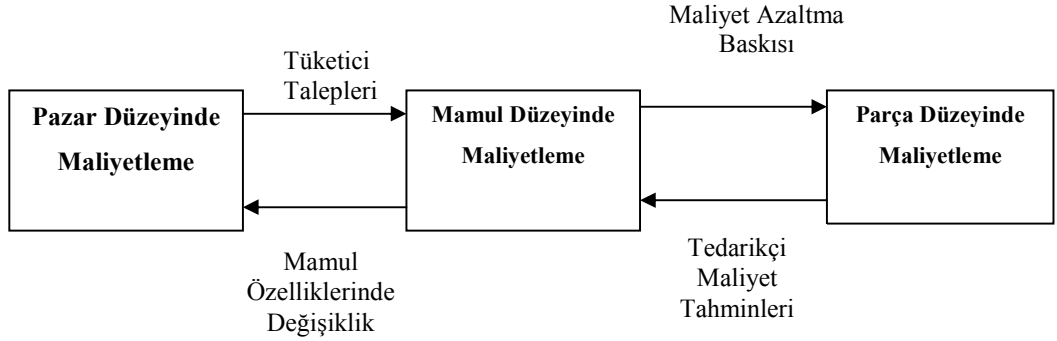 Maliyet Azaltma
Baskısı
Tüketici
Talepleri
Pazar Düzeyinde
Maliyetleme
Mamul Düzeyinde
Maliyetleme
Parça Düzeyinde
Maliyetleme
Mamul
Özelliklerinde
Değişiklik
Tedarikçi
Maliyet
Tahminleri